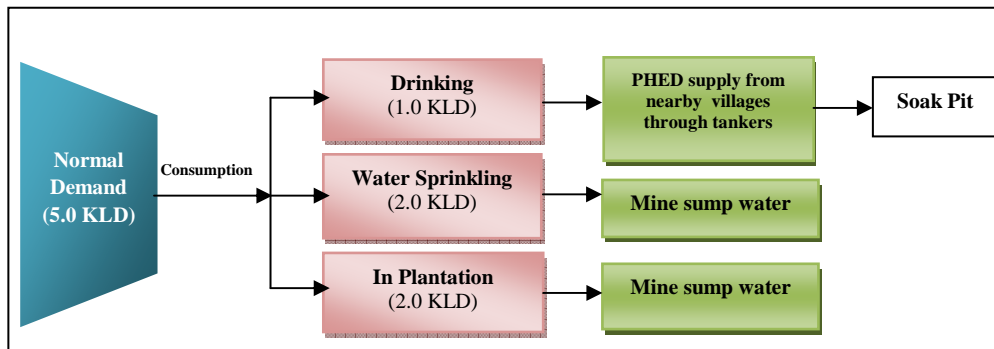 Normal
Demand
(5.0 KLD)
Consumption
Drinking
(1.0 KLD)
PHED supply from
nearby villages
through tankers
Soak Pit
Water Sprinkling
(2.0 KLD)
Mine sump water
In Plantation
(2.0 KLD)
Mine sump water